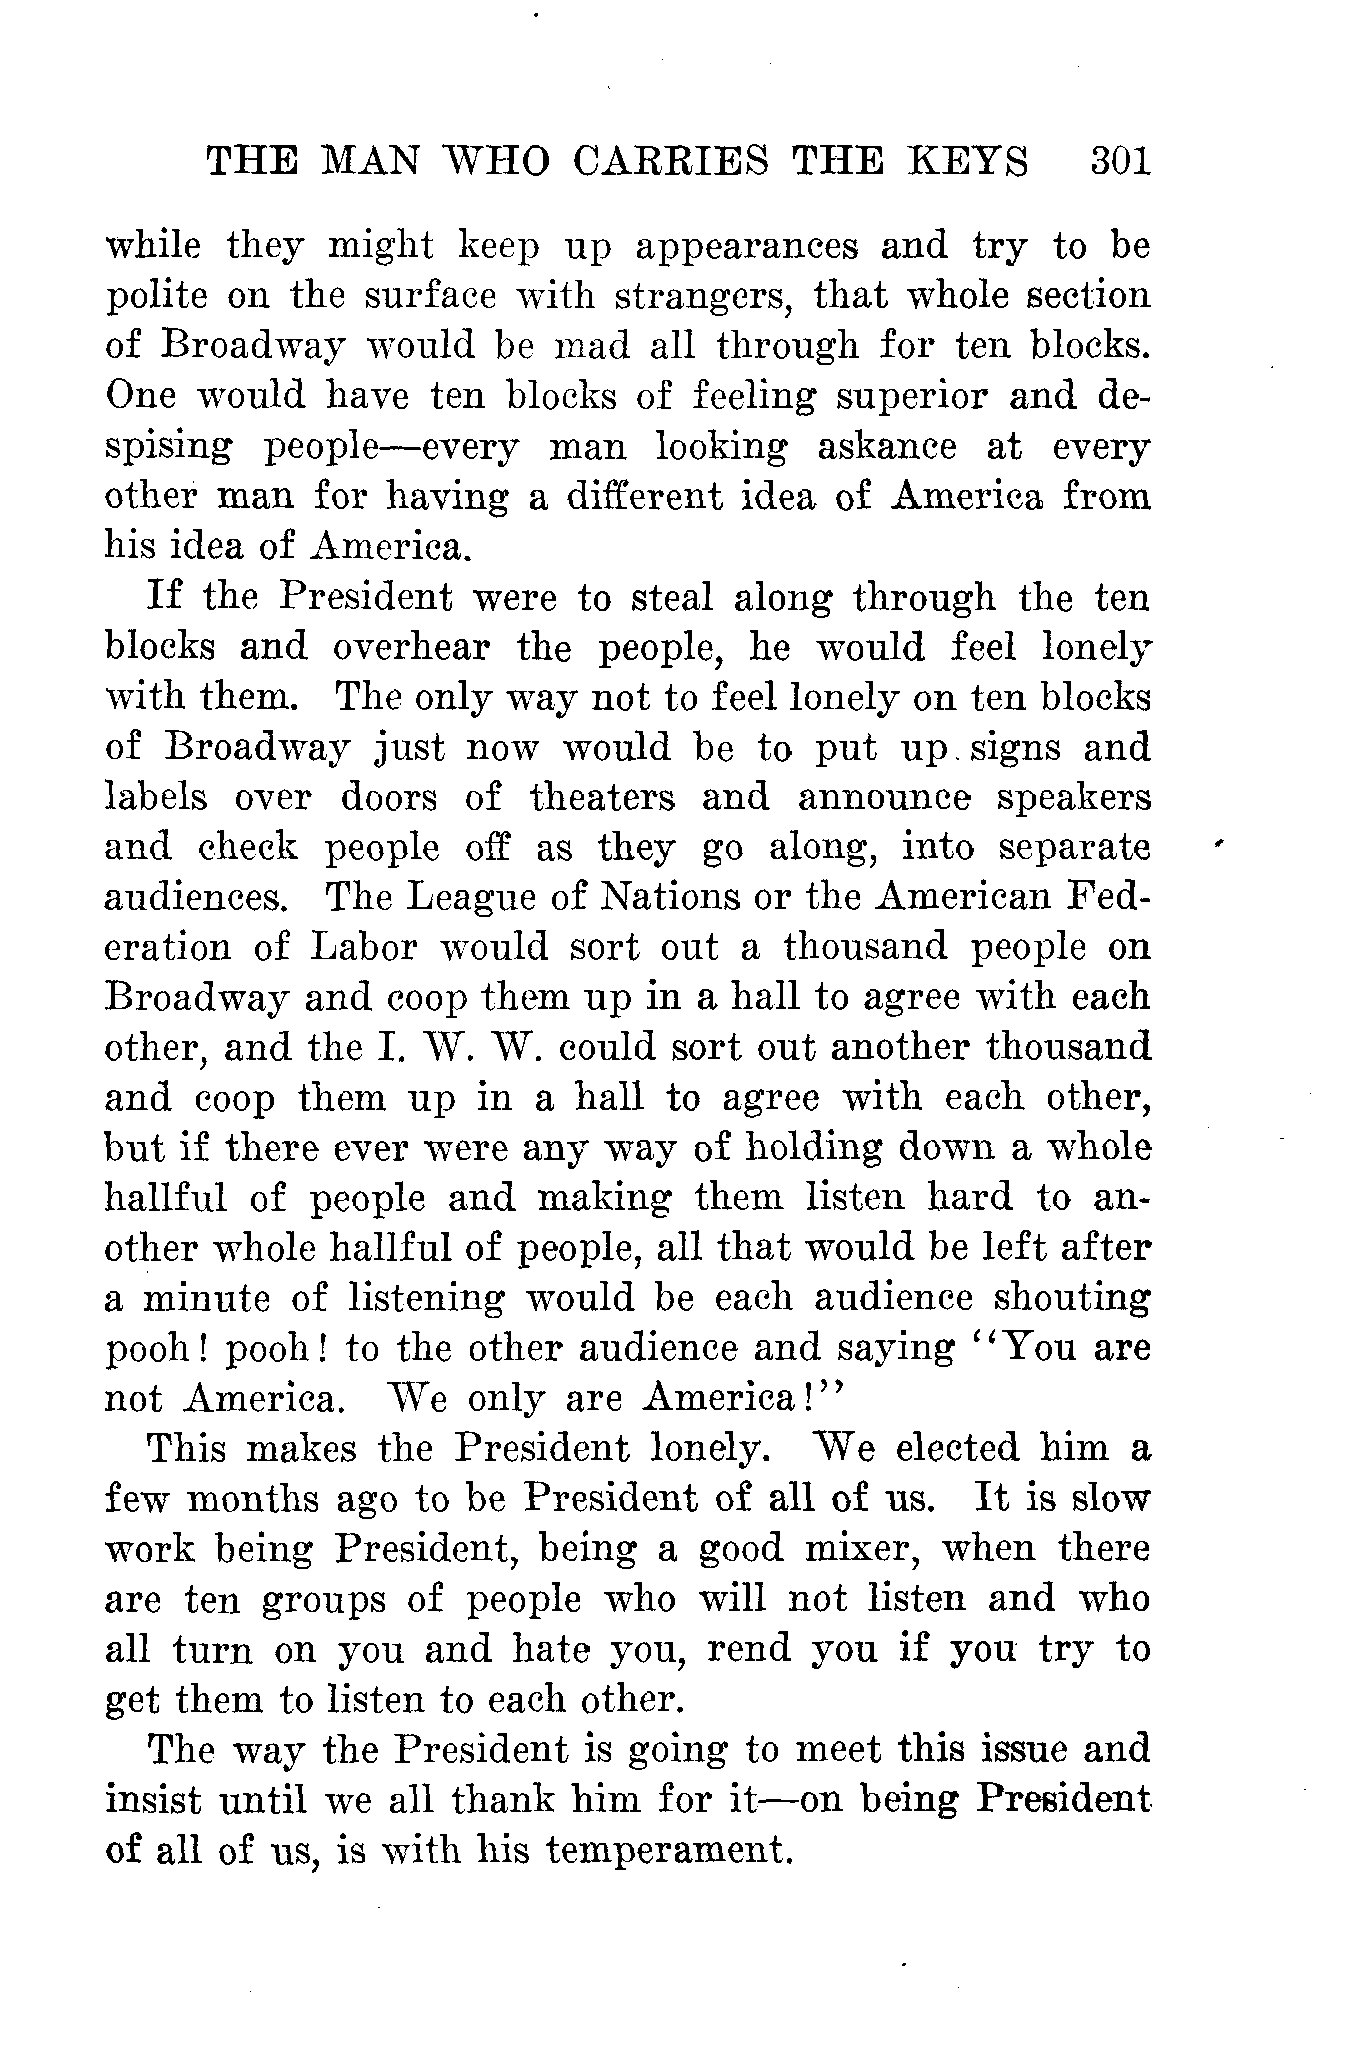 THE MAN WHO CARRIES THE KEYS 301
while they might keep up appearances and try to be
polite on the surface with strangers, that whole section
of Broadway would be mad all through for ten blocks.
One would have ten blocks of feeling superior and de-
spising people—every man looking askance at every
other man for having a different idea of America from
his idea of America.
If the President were to steal along through the ten
blocks and overhear the people, he would feel lonely
with them. The only way not to feel lonely on ten blocks
of Broadway just now would be to put up signs and
labels over doors of theaters and announce speakers
and check people off as they go along, into separate
audiences. The League of Nations or the American Fed-
eration of Labor would sort out a thousand people on
Broadway and coop them up in a hall to agree with each
other, and the I. W. W. could sort out another thousand
and coop them up in a hall to agree with each other,
but if there ever were any way of holding down a whole
hallful of people and making them listen hard to an-
other whole hallful of people, all that would be left after
a minute of listening would be each audience shouting
pooh! pooh! to the other audience and saying "You are
not America. We only are America!"
This makes the President lonely. We elected him a
few months ago to be President of all of us. It is slow
work being President, being a good mixer, when there
are ten groups of people who will not listen and who
all turn on you and hate you, rend you if you try to
get them to listen to each other.
The way the President is going to meet this issue and
insist until we all thank him for it—on being President
of all of us, is with his temperament.